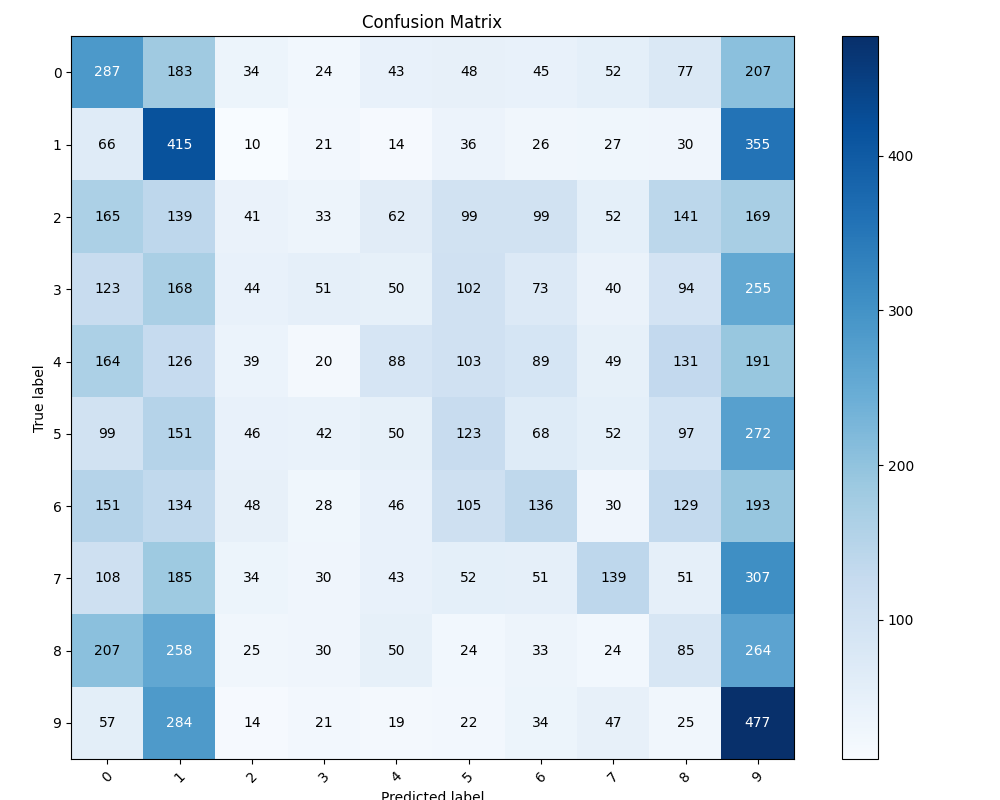 Confusion Matrix
0 287 183 34 24 43 48 45 52 77 207
1 66 415 10 21 14 36 26 27 30 355
400
2 165 139 41 33 62 99 99 52 141 169
3 123 168 44 51 50 102 73 40 94 255
300
4 164 126 39 20 88 103 89 49 131 191
True label
5 99 151 46 42 50 123 68 52 97 272
200
6 151 134 48 28 46 105 136 30 129 193
7 108 185 34 30 43 52 51 139 51 307
100
8 207 258 25 30 50 24 33 24 85 264
9 57 284 14 21 19 22 34 47 25 477
0 1 2 3 4 5 6 7 8 9
Predicted label